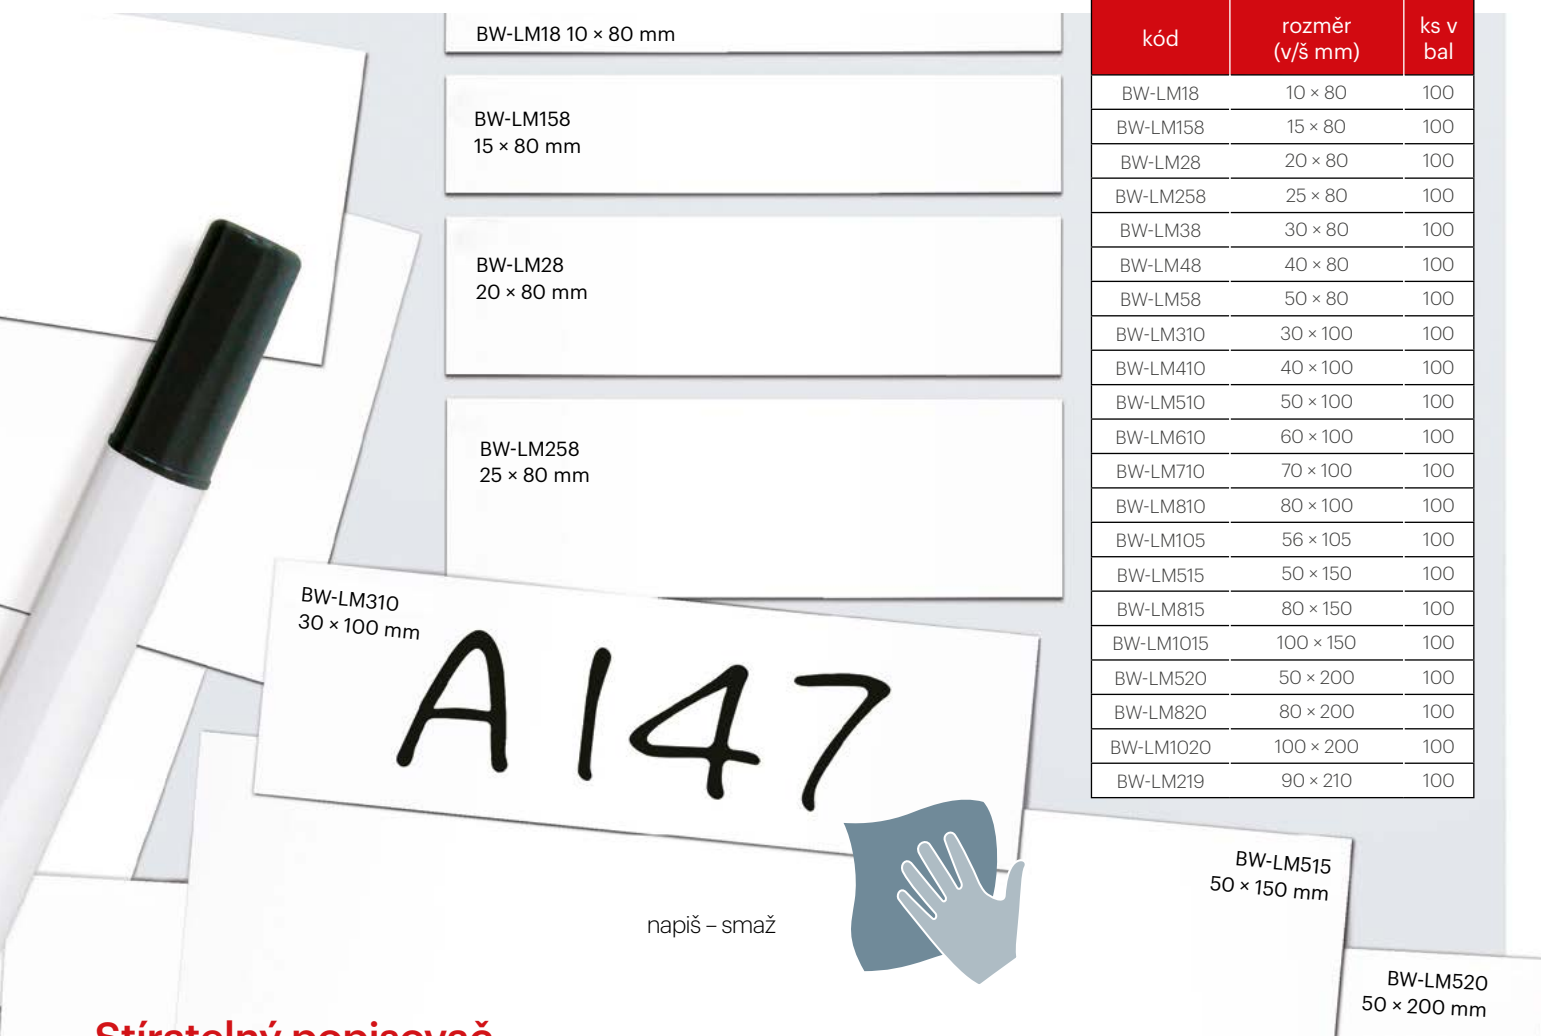 BW-LM18 10 × 80 mm
BW-LM158
15 × 80 mm
BW-LM28
20 × 80 mm
BW-LM258
25 × 80 mm
BW-LM310
30 × 100 mm
A147
napiš – smaž
BW-LM515
50 × 150 mm
BW-LM520
50 × 200 mm
kód rozměr (v/š mm) ks v bal
BW-LM18 10 × 80 100
BW-LM158 15 × 80 100
BW-LM28 20 × 80 100
BW-LM258 25 × 80 100
BW-LM38 30 × 80 100
BW-LM48 40 × 80 100
BW-LM58 50 × 80 100
BW-LM310 30 × 100 100
BW-LM410 40 × 100 100
BW-LM510 50 × 100 100
BW-LM610 60 × 100 100
BW-LM710 70 × 100 100
BW-LM810 80 × 100 100
BW-LM105 56 × 105 100
BW-LM515 50 × 150 100
BW-LM815 80 × 150 100
BW-LM1015 100 × 150 100
BW-LM520 50 × 200 100
BW-LM820 80 × 200 100
BW-LM1020 100 × 200 100
BW-LM219 90 × 210 100
Stíratelný popisovač